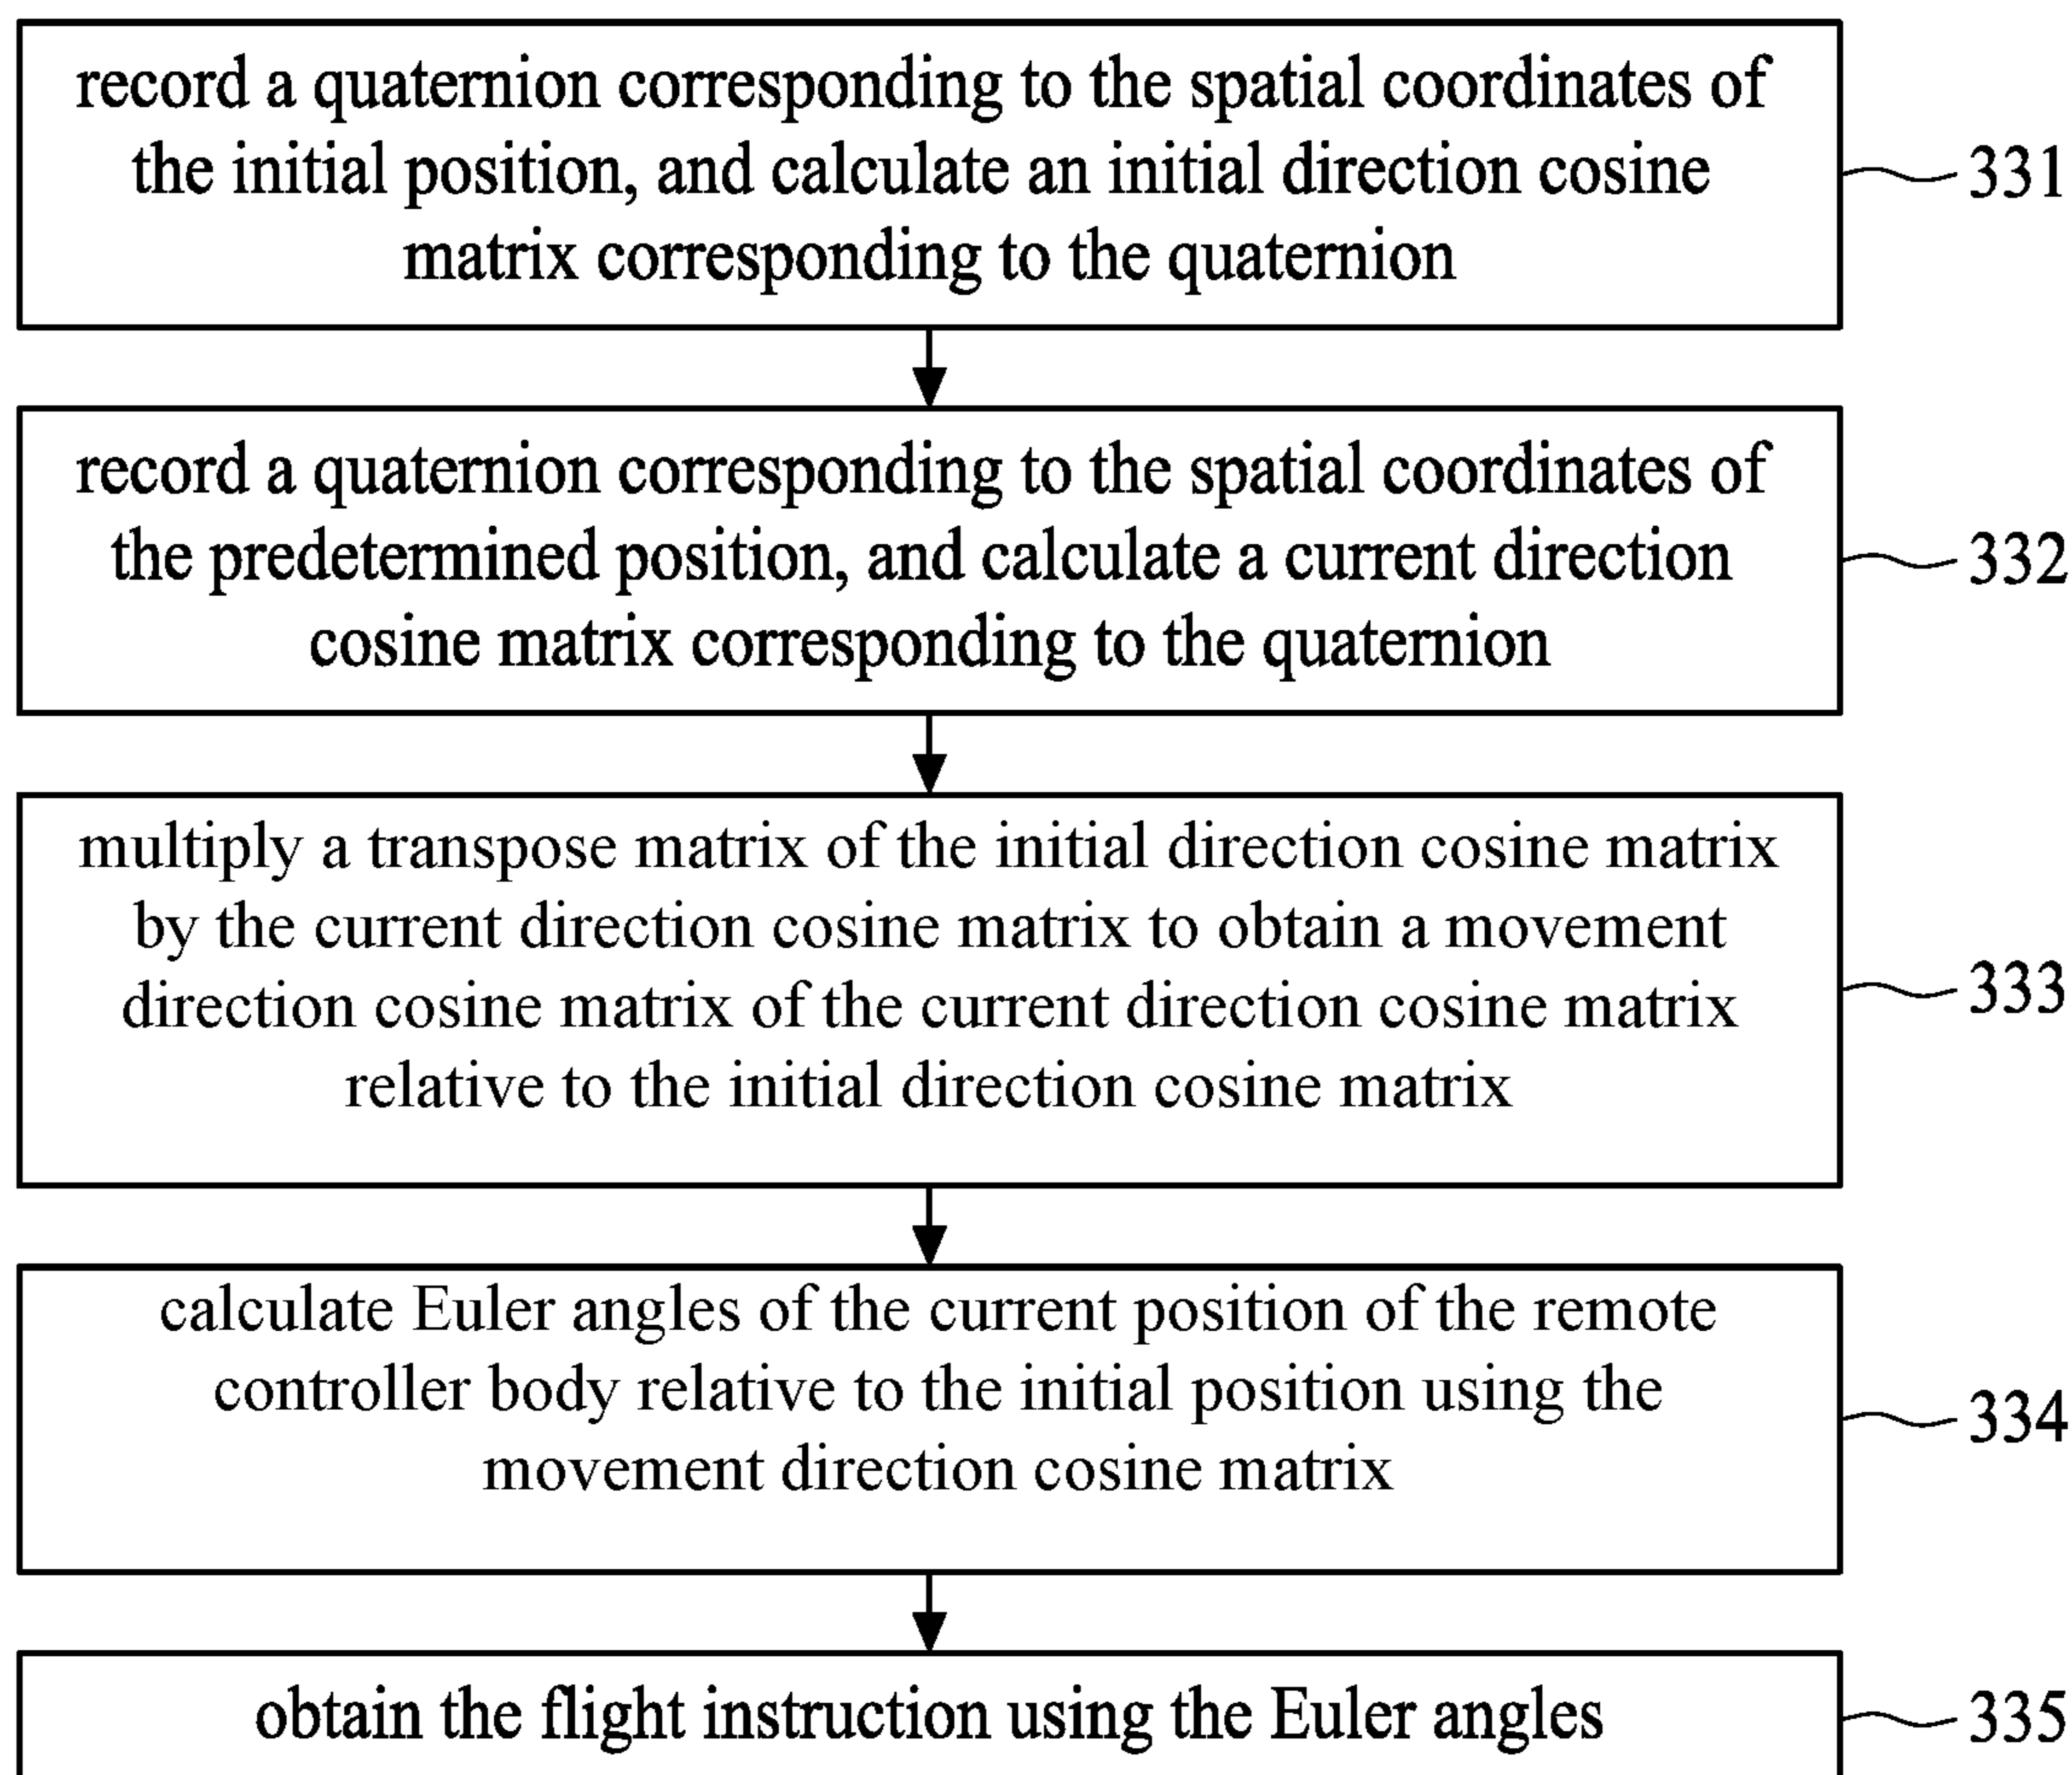 record a quaternion corresponding to the spatial coordinates of
the initial position, and calculate an initial direction cosine
matrix corresponding to the quaternion
331
record a quaternion corresponding to the spatial coordinates of
the predetermined position, and calculate a current direction
cosine matrix corresponding to the quaternion
332
multiply a transpose matrix of the initial direction cosine matrix
by the current direction cosine matrix to obtain a movement
direction cosine matrix of the current direction cosine matrix
relative to the initial direction cosine matrix
333
calculate Euler angles of the current position of the remote
controller body relative to the initial position using the
movement direction cosine matrix
334
obtain the flight instruction using the Euler angles
335